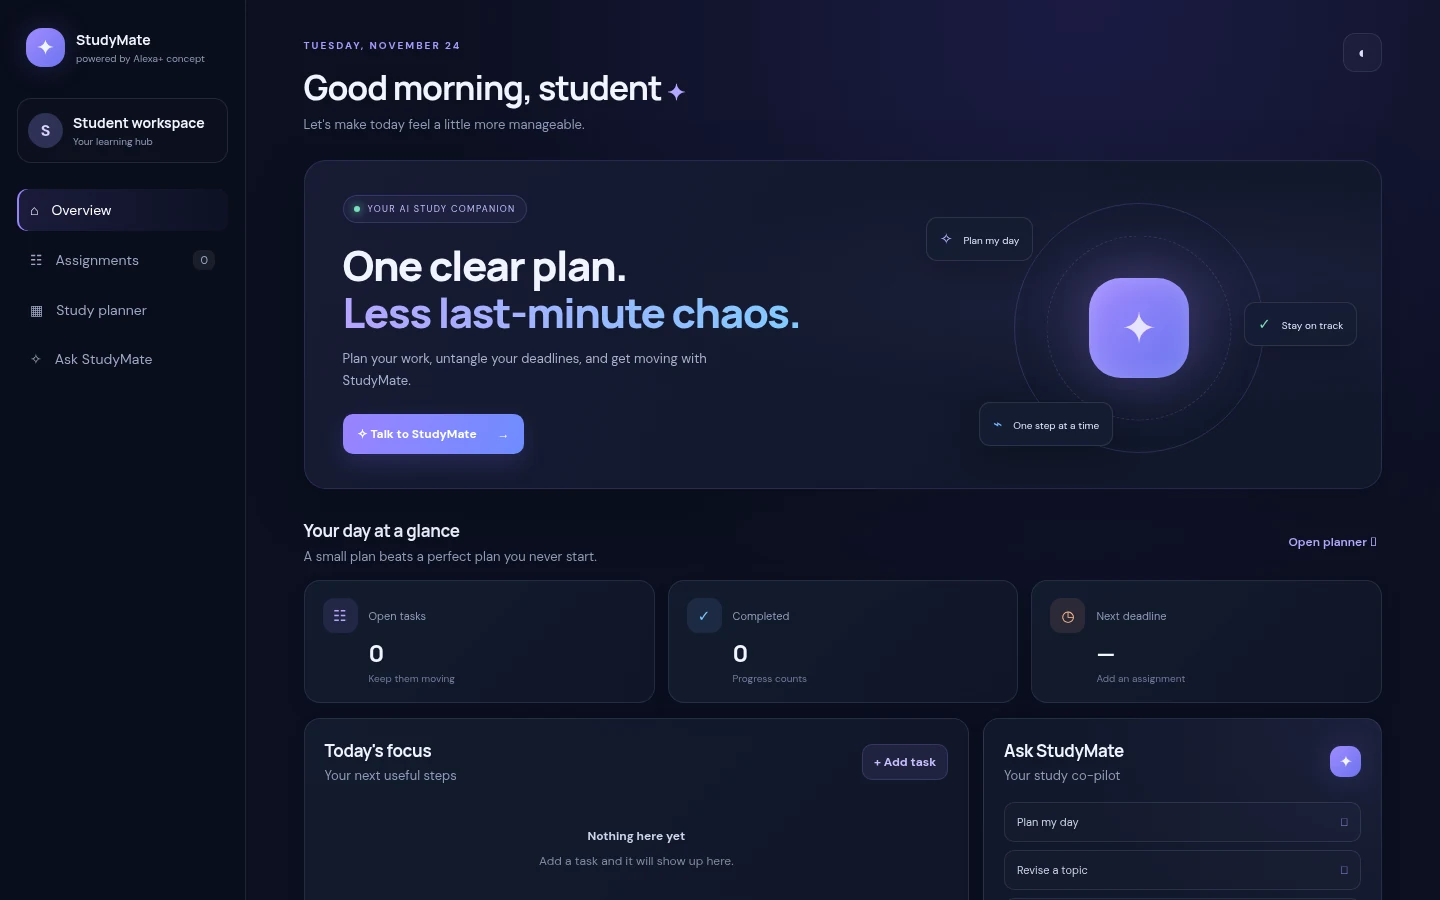 StudyMate
powered by Alexa+ concept
S
Student workspace
Your learning hub
Overview
Assignments
0
Study planner
Ask StudyMate
TUESDAY, NOVEMBER 24
Good morning, student
Let's make today feel a little more manageable.
YOUR AI STUDY COMPANION
One clear plan.
Less last-minute chaos.
Plan your work, untangle your deadlines, and get moving with
StudyMate.
Talk to StudyMate →
Plan my day
Stay on track
One step at a time
Your day at a glance
A small plan beats a perfect plan you never start.
Open planner
Open tasks
0
Keep them moving
Completed
0
Progress counts
Next deadline
—
Add an assignment
Today's focus
Your next useful steps
+ Add task
Nothing here yet
Add a task and it will show up here.
Ask StudyMate
Your study co-pilot
Plan my day
Revise a topic